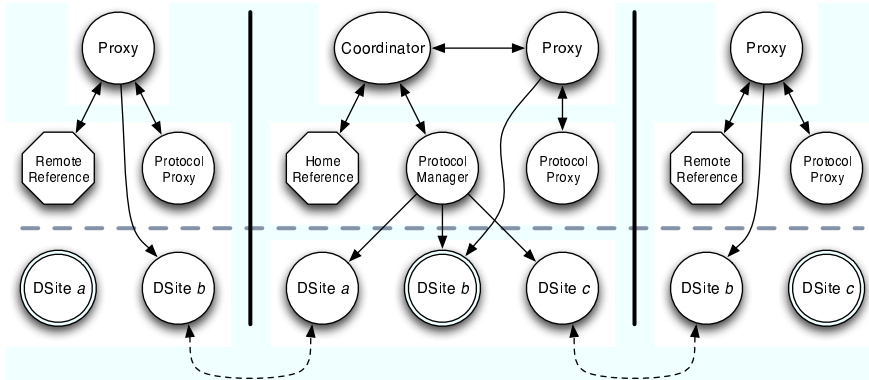 Proxy
Coordinator
Proxy
Proxy
Remote
Reference
Protocol
Proxy
Home
Reference
Protocol
Manager
Protocol
Proxy
Remote
Reference
Protocol
Proxy
DSite a
DSite b
DSite a
DSite b
DSite c
DSite b
DSite c